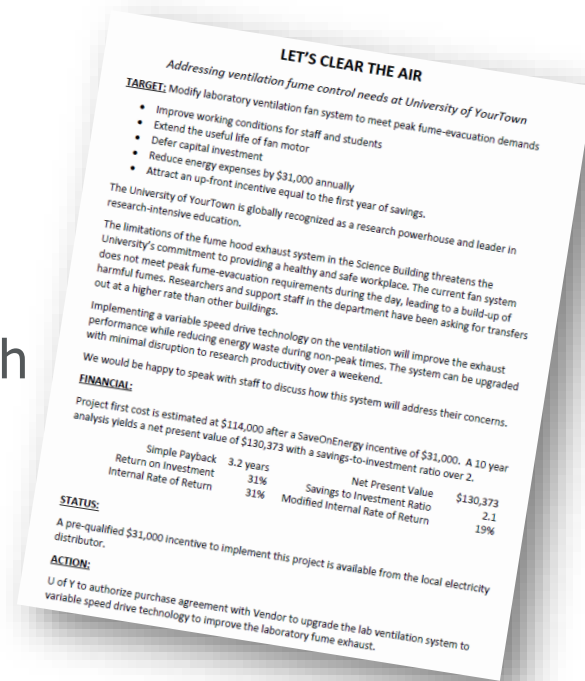 LET'S CLEAR THE AIR
Addressing ventilation fume control needs at University of YourTown
TARGET: Modify laboratory ventilation fan system to meet peak fume-evacuation demands
• Improve working conditions for staff and students
• Extend the useful life of fan motor
• Defer capital investment
• Reduce energy expenses by $31,000 annually
• Attract an up-front incentive equal to the first year of savings.
The University of YourTown is globally recognized as a research powerhouse and leader in
research-intensive education.
The limitations of the fume hood exhaust system in the Science Building threatens the
University's commitment to providing a healthy and safe workplace. The current fan system
does not meet peak fume-evacuation requirements during the day, leading to a build-up of
harmful fumes. Researchers and support staff in the department have been asking for transfers
out at a higher rate than other buildings.
Implementing a variable speed drive technology on the ventilation will improve the exhaust
performance while reducing energy waste during non-peak times. The system can be upgraded
with minimal disruption to research productivity over a weekend.
We would be happy to speak with staff to discuss how this system will address their concerns.
h
FINANCIAL:
Project first cost is estimated at $114,000 after a SaveOnEnergy incentive of $31,000. A 10 year
analysis yields a net present value of $130,373 with a savings-to-investment ratio over 2.
Simple Payback 3.2 years Net Present Value $130,373
Return on Investment 31% Savings to Investment Ratio 2.1
Internal Rate of Return 31% Modified Internal Rate of Return 19%
STATUS:
A pre-qualified $31,000 incentive to implement this project is available from the local electricity
distributor.
ACTION:
U of Y to authorize purchase agreement with Vendor to upgrade the lab ventilation system to
variable speed drive technology to improve the laboratory fume exhaust.